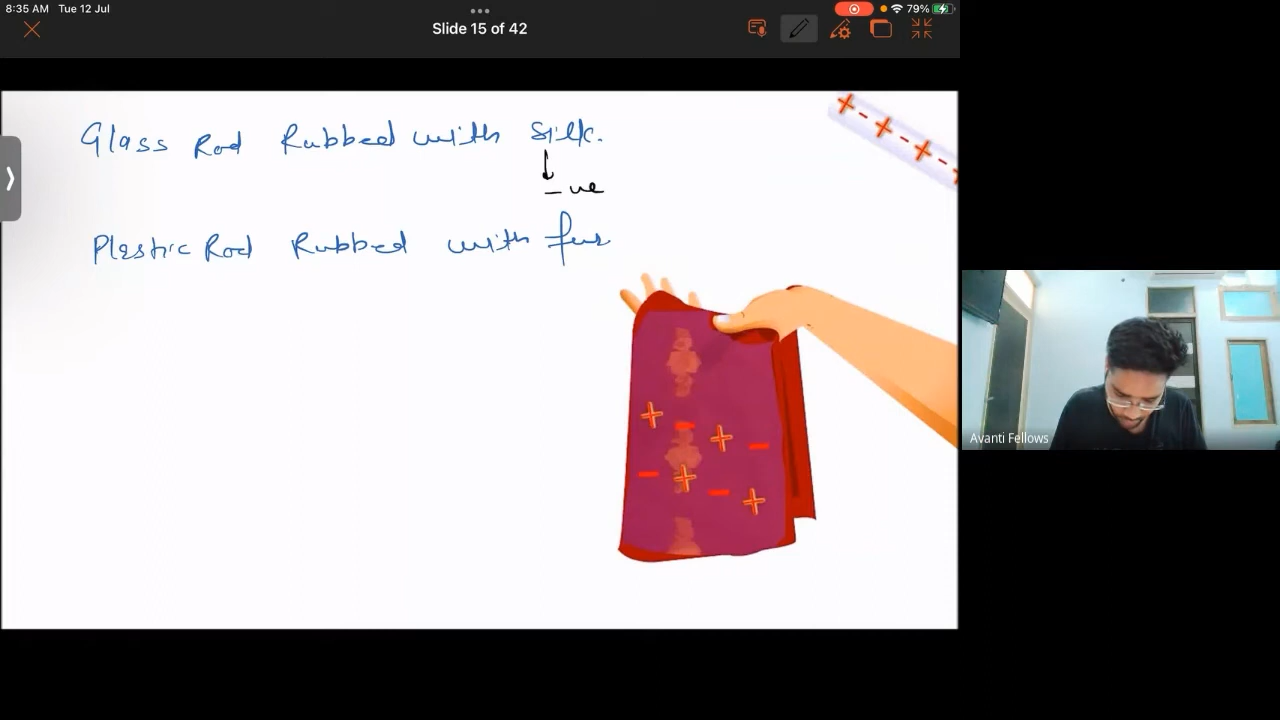 8:35 AM Tue 12 Jul
79%
Slide 15 of 42
Glass Rod Rubbed with silk.
-ve
Plastic Rod Rubbed with fur
Avanti Fellows